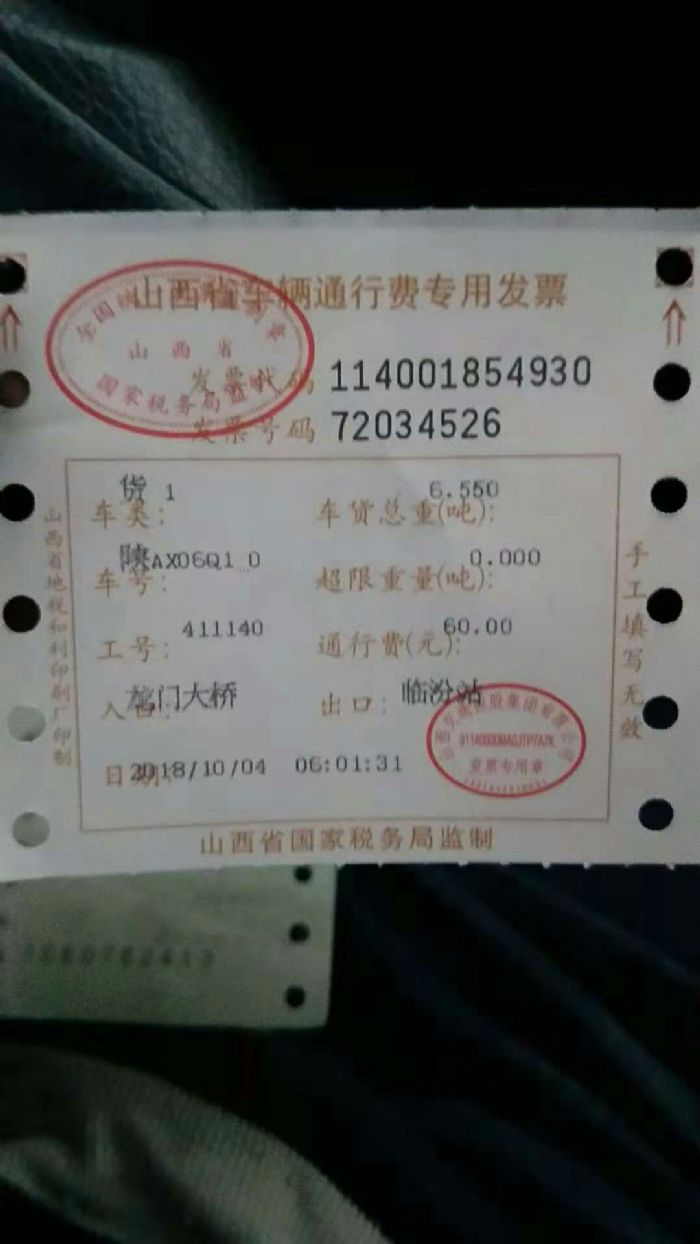 山西省车辆通行费专用发票
山西省
国家税务局监制
发票代码 114001854930
发票号码 72034526
货 1 6.550
车类: 车货总重(吨):
陕AX06Q1 0 0.000
车号: 超限重量(吨):
411140 60.00
工号: 通行费(元):
门大桥 临汾站
入口: 出口:
日期: 2018/10/04 06:01:31
发票专用章
山西省国家税务局监制
手工填写无效